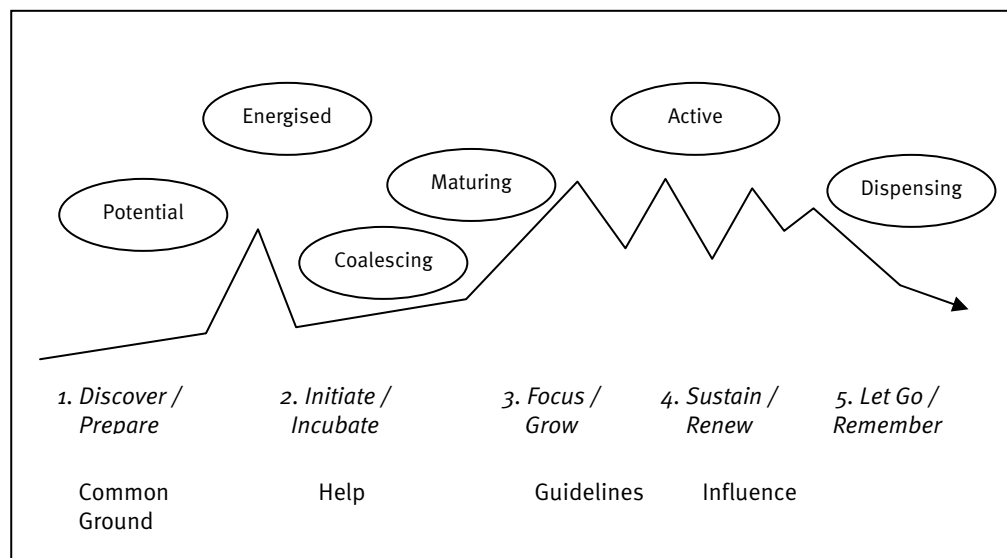 Energised
Active
Maturing
Potential
Dispensing
Coalescing
1. Discover /
Prepare
2. Initiate /
Incubate
3. Focus /
Grow
4. Sustain /
Renew
5. Let Go /
Remember
Common
Ground
Help
Guidelines
Influence